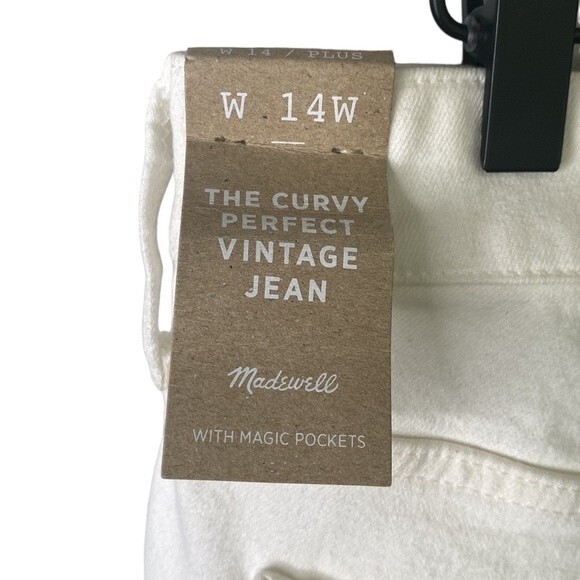 W 14 / PLUS
W 14W
THE CURVY
PERFECT
VINTAGE
JEAN
Madewell
WITH MAGIC POCKETS